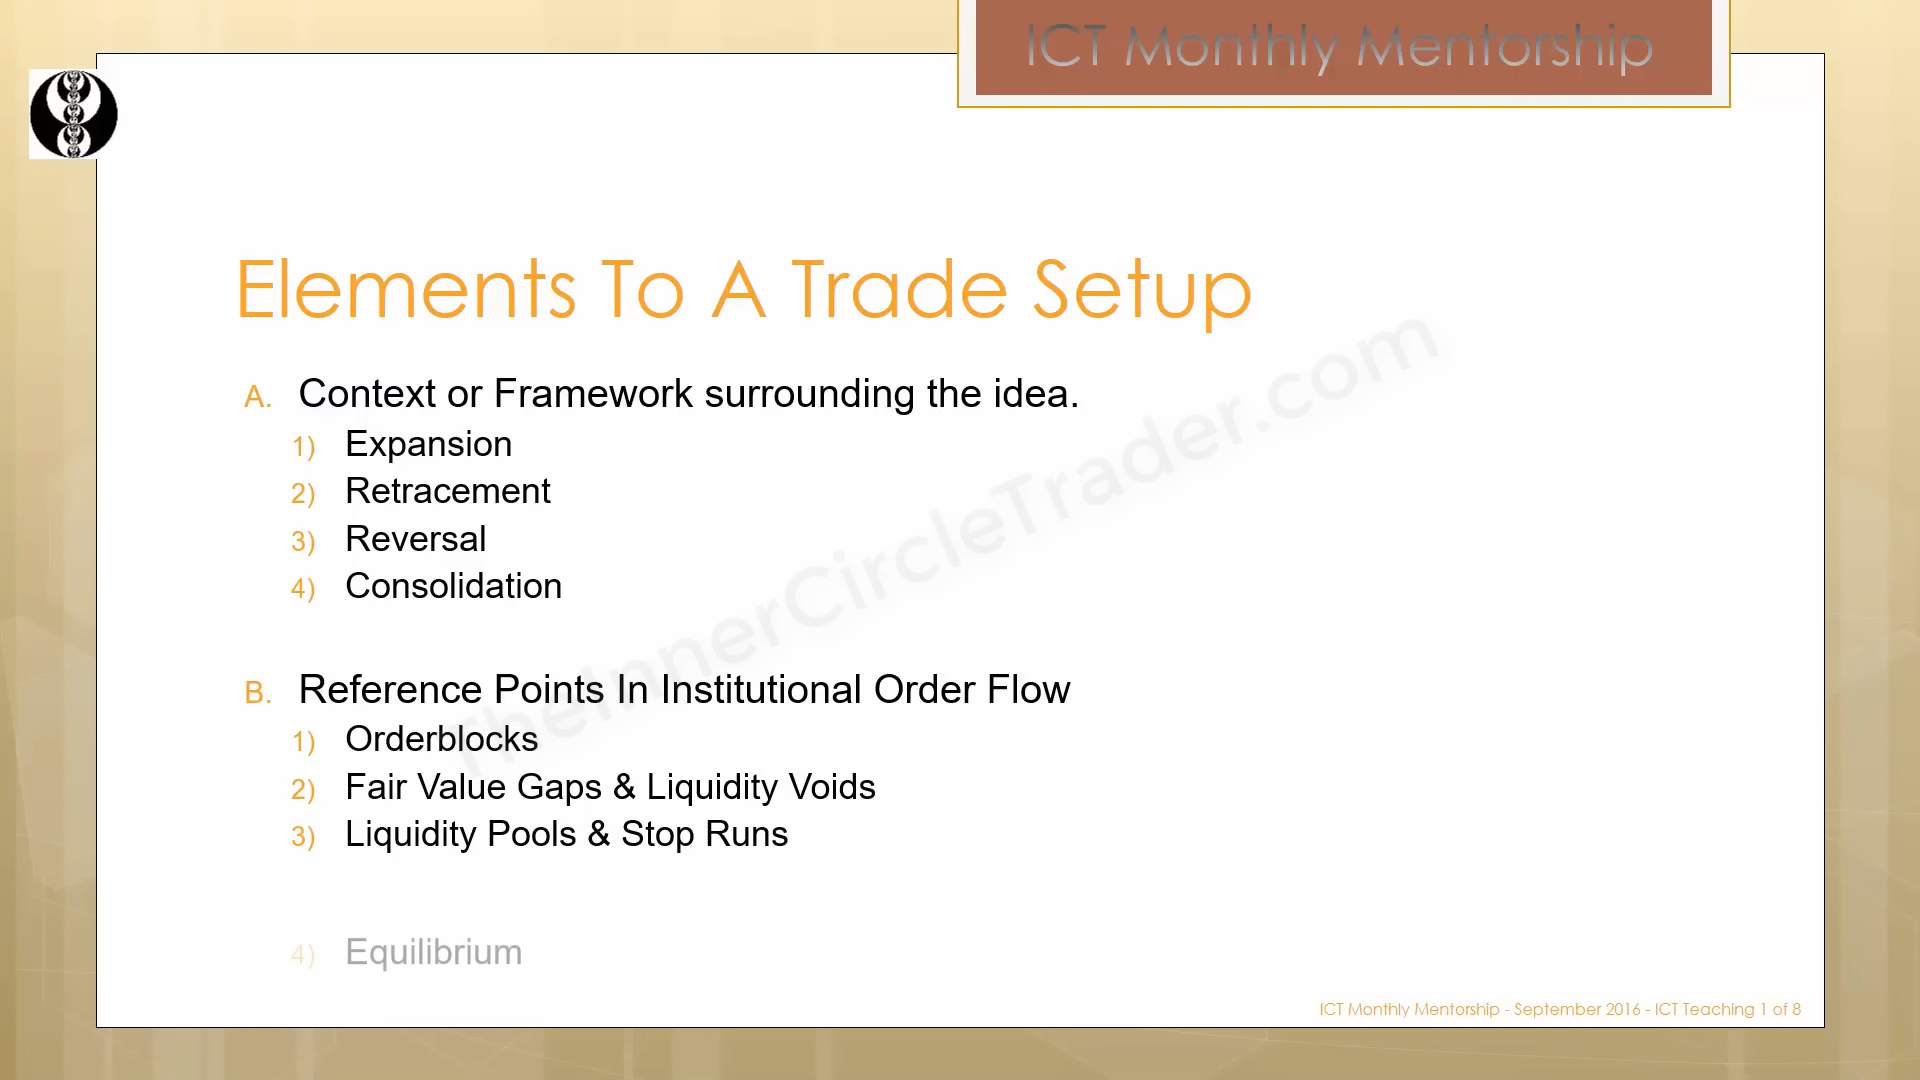 ICT Monthly Mentorship
Elements To A Trade Setup
A. Context or Framework surrounding the idea.
1) Expansion
2) Retracement
3) Reversal
4) Consolidation
B. Reference Points In Institutional Order Flow
1) Orderblocks
2) Fair Value Gaps & Liquidity Voids
3) Liquidity Pools & Stop Runs
4) Equilibrium
TheInnerCircleTrader.com
ICT Monthly Mentorship - September 2016 - ICT Teaching 1 of 8